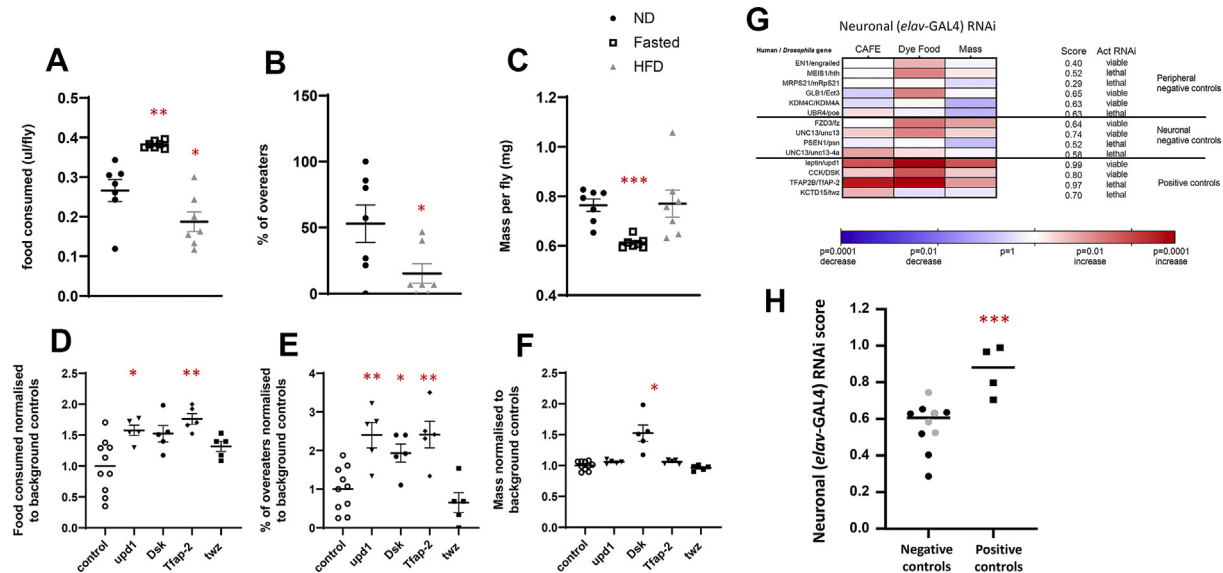 ● ND
Fasted
HFD
A
food consumed (ul/fly)
0.5
0.4
0.3
0.2
0.1
0.0
**
*
B
% of overeaters
150
100
50
0
*
C
Mass per fly (mg)
1.0
0.8
0.6
0.4
***
D
Food consumed normalised
to background controls
2.5
2.0
1.5
1.0
0.5
0.0
*
**
control
upd1
Dsk
Tfap-2
twz
E
% of overeaters normalised
to background controls
4
3
2
1
0
**
*
**
control
upd1
Dsk
Tfap-2
twz
F
Mass normalised to
background controls
2.5
2.0
1.5
1.0
0.5
0.0
*
control
upd1
Dsk
Tfap-2
twz
G
Neuronal (elav-GAL4) RNAi
Human / Drosophila gene CAFE Dye Food Mass Score Act RNAi
EN1/engrailed 0.40 viable
MEIS1/hth 0.52 lethal
MRPS21/mRpS21 0.29 lethal
GLB1/Ect3 0.65 viable
KDM4C/KDM4A 0.63 viable
UBR4/poe 0.63 lethal
Peripheral
negative controls
FZD3/fz 0.64 viable
UNC13/unc13 0.74 viable
PSEN1/psn 0.52 lethal
UNC13/unc13-4a 0.58 lethal
Neuronal
negative controls
leptin/upd1 0.99 viable
CCK/DSK 0.80 viable
TFAP2B/TfAP-2 0.97 lethal
KCTD15/twz 0.70 lethal
Positive controls
p=0.0001
decrease
p=0.01
decrease
p=1
p=0.01
increase
p=0.0001
increase
H
Neuronal (elav-GAL4) RNAi score
1.2
1.0
0.8
0.6
0.4
0.2
0.0
***
Negative
controls
Positive
controls